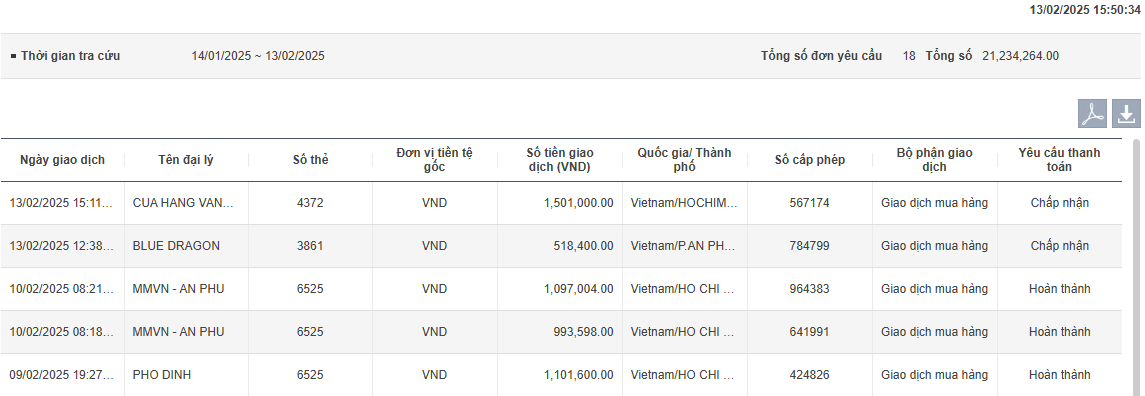 13/02/2025 15:50:34
Thời gian tra cứu 14/01/2025 ~ 13/02/2025 Tổng số đơn yêu cầu 18 Tổng số 21,234,264.00
Ngày giao dịch Tên đại lý Số thẻ Đơn vị tiền tệ gốc Số tiền giao dịch (VND) Quốc gia/ Thành phố Số cấp phép Bộ phận giao dịch Yêu cầu thanh toán
13/02/2025 15:11... CUA HANG VAN... 4372 VND 1,501,000.00 Vietnam/HOCHIM... 567174 Giao dịch mua hàng Chấp nhận
13/02/2025 12:38... BLUE DRAGON 3861 VND 518,400.00 Vietnam/P.AN PH... 784799 Giao dịch mua hàng Chấp nhận
10/02/2025 08:21... MMVN - AN PHU 6525 VND 1,097,004.00 Vietnam/HO CHI ... 964383 Giao dịch mua hàng Hoàn thành
10/02/2025 08:18... MMVN - AN PHU 6525 VND 993,598.00 Vietnam/HO CHI ... 641991 Giao dịch mua hàng Hoàn thành
09/02/2025 19:27... PHO DINH 6525 VND 1,101,600.00 Vietnam/HO CHI ... 424826 Giao dịch mua hàng Hoàn thành